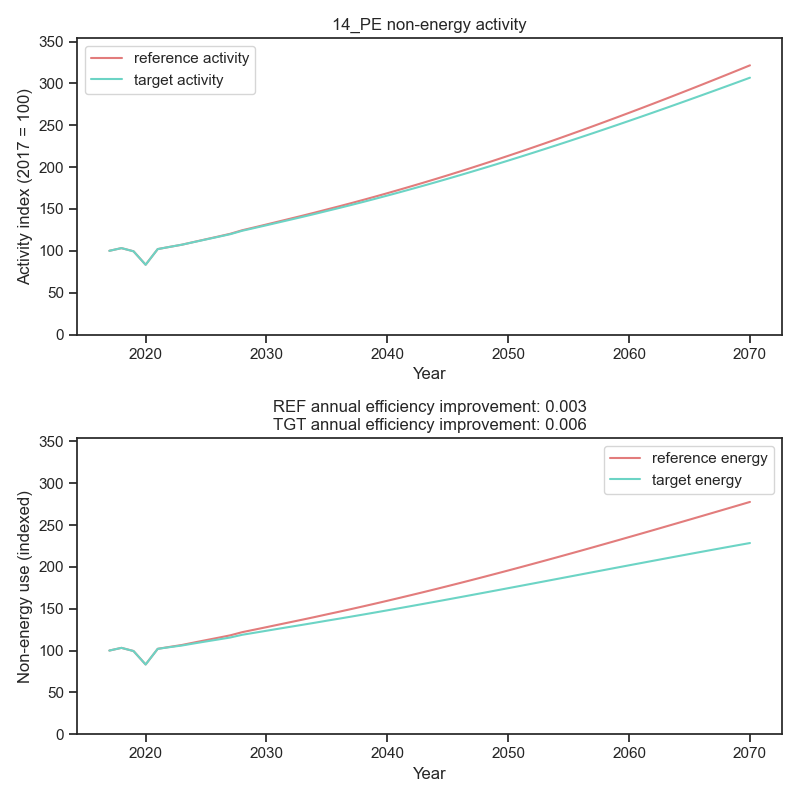 14_PE non-energy activity
350
300
250
200
150
100
50
0
Activity index (2017 = 100)
reference activity
target activity
2020
2030
2040
2050
2060
2070
Year
REF annual efficiency improvement: 0.003
TGT annual efficiency improvement: 0.006
350
300
250
200
150
100
50
0
Non-energy use (indexed)
reference energy
target energy
2020
2030
2040
2050
2060
2070
Year